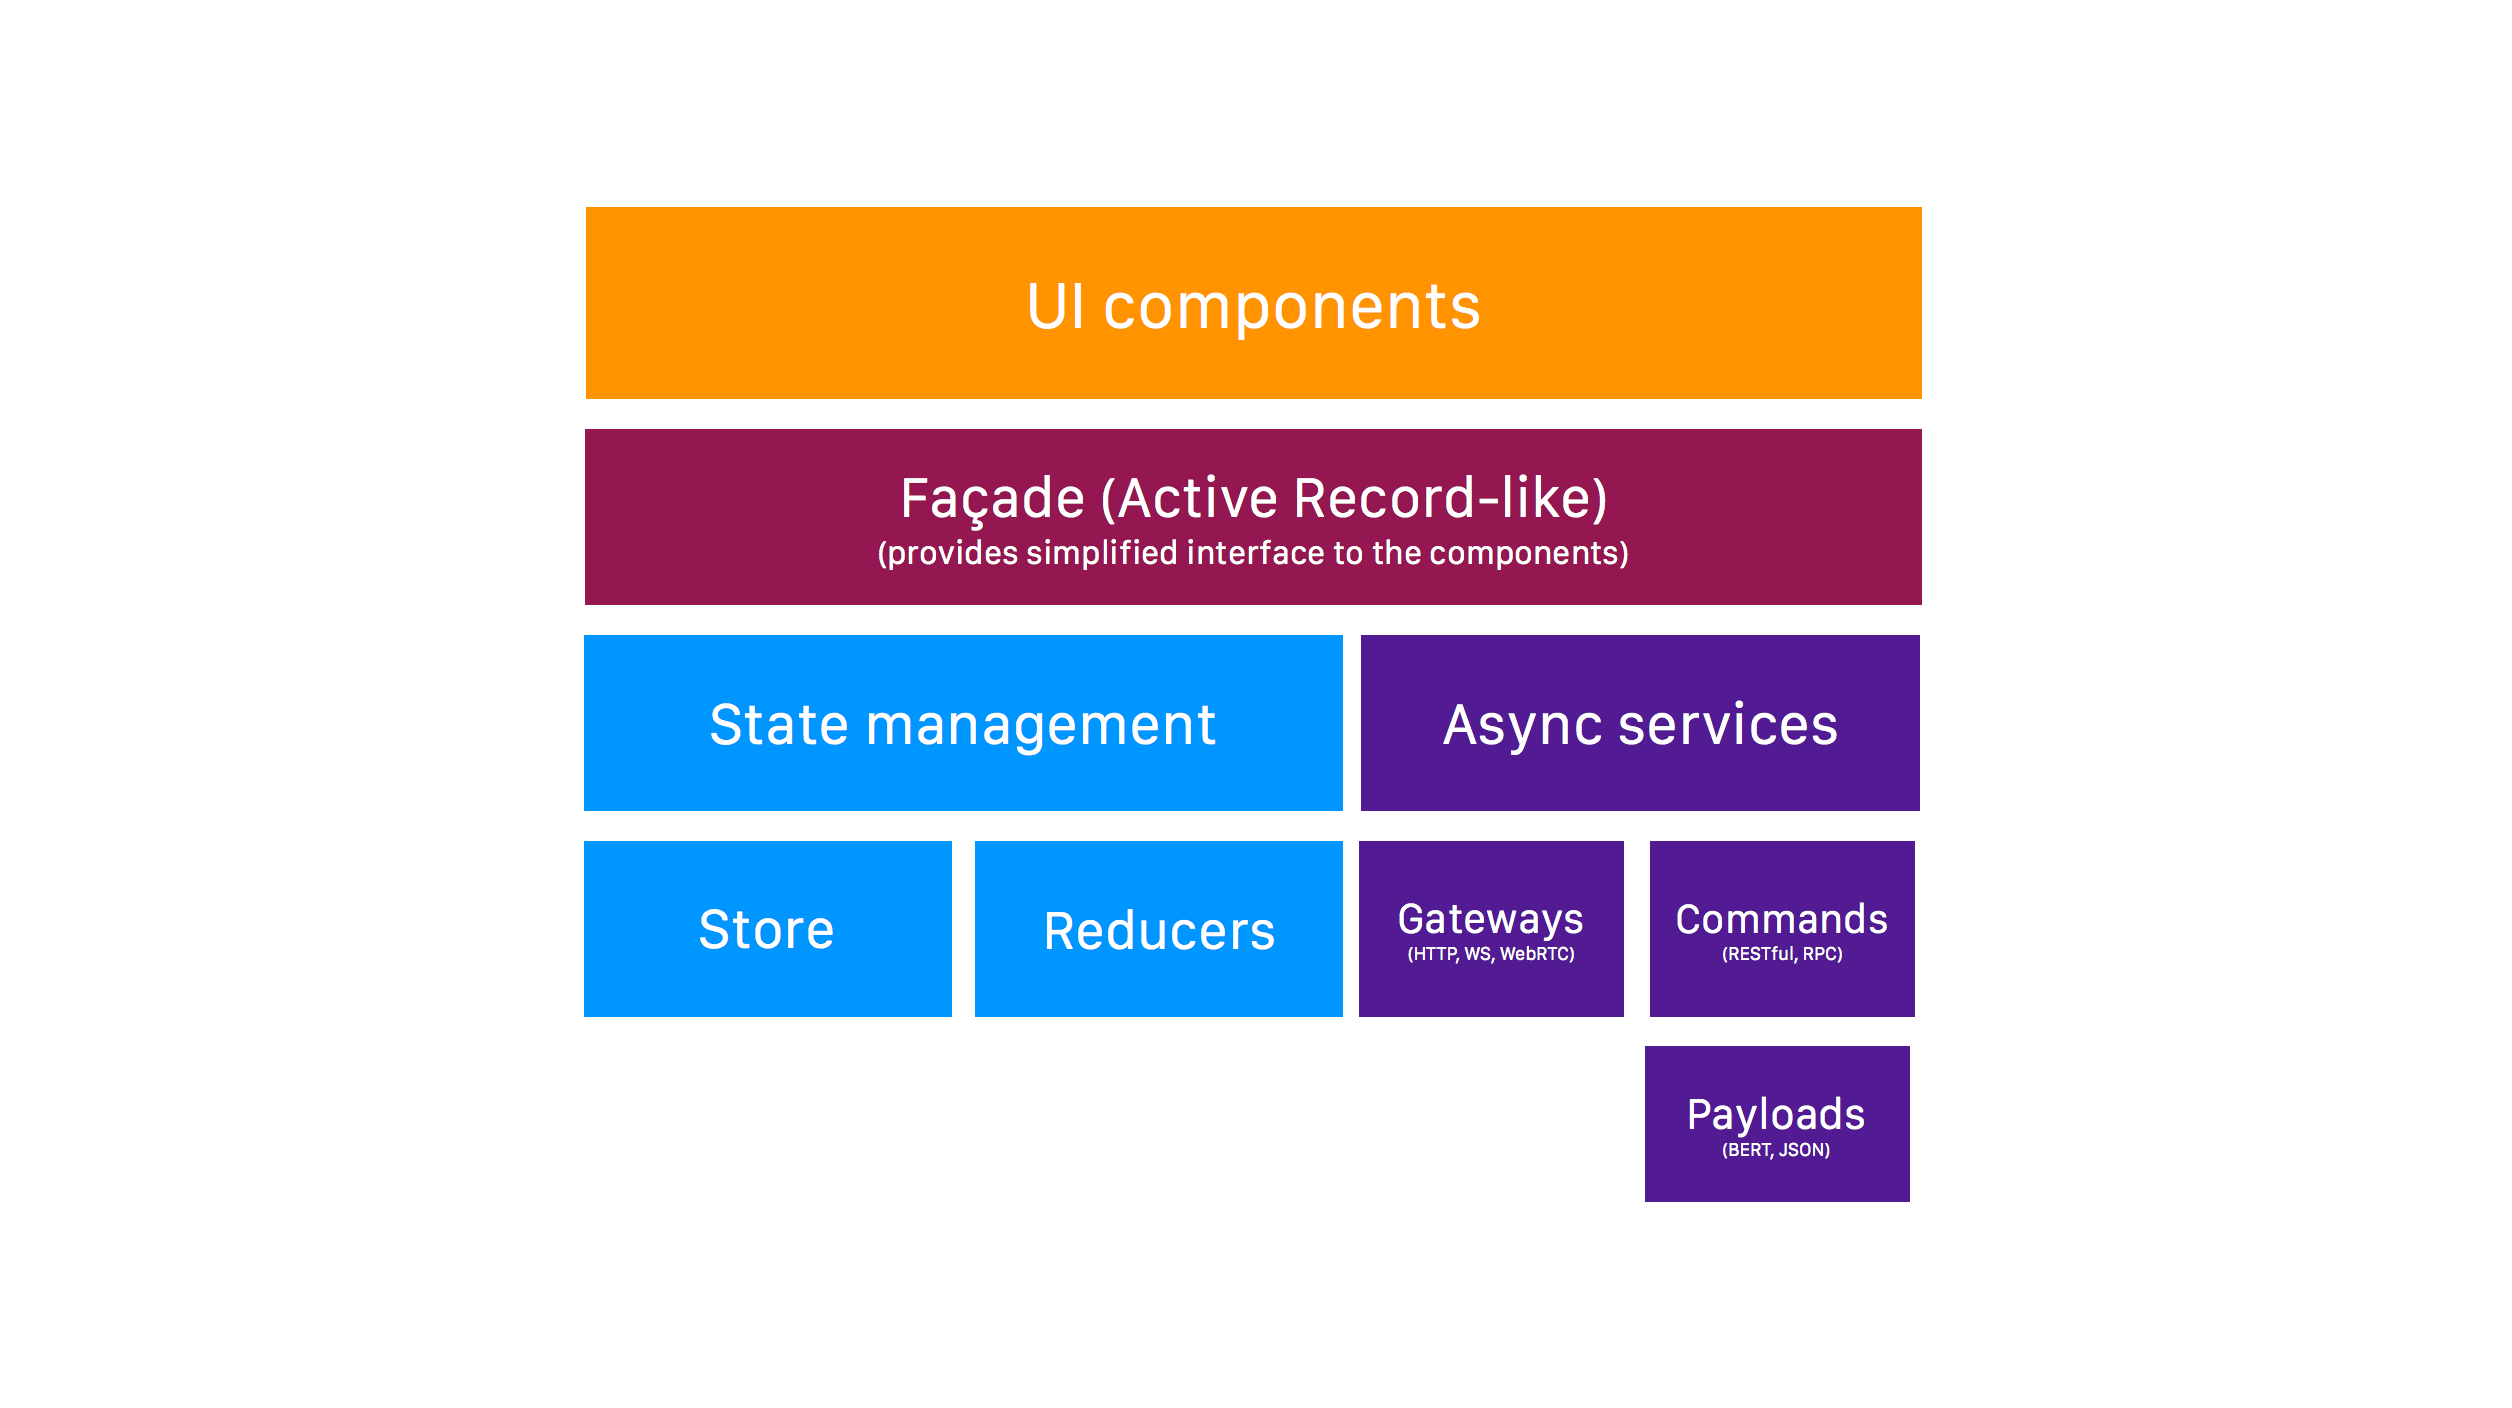 UI components
Façade (Active Record-like)
(provides simplified interface to the components)
State management
Async services
Store
Reducers
Gateways
(HTTP, WS, WebRTC)
Commands
(RESTful, RPC)
Payloads
(BERT, JSON)